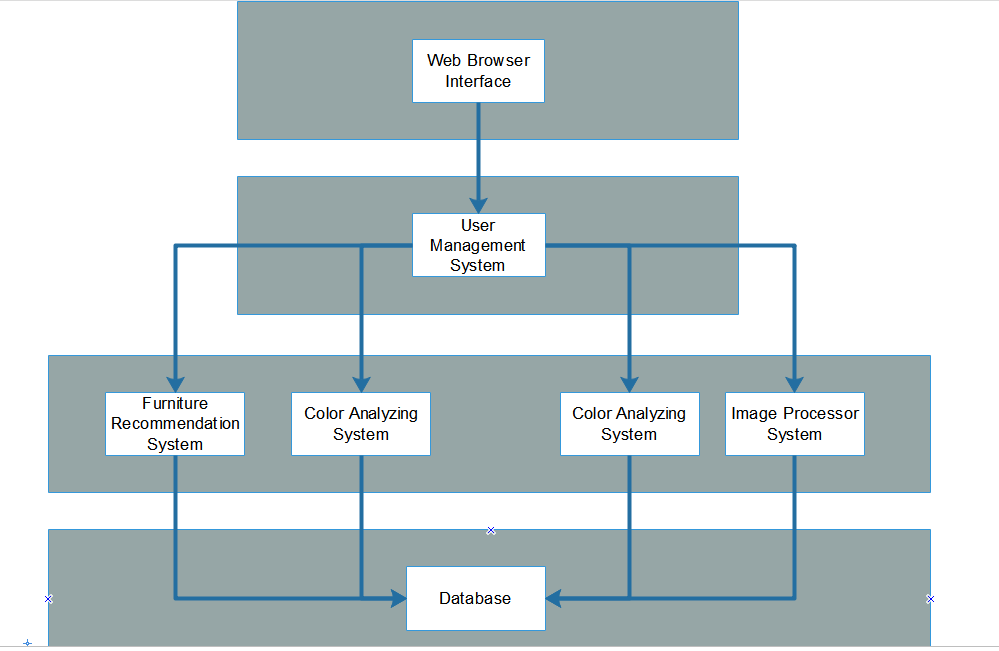 Web Browser
Interface
User
Management
System
Furniture
Recommendation
System
Color Analyzing
System
Color Analyzing
System
Image Processor
System
Database